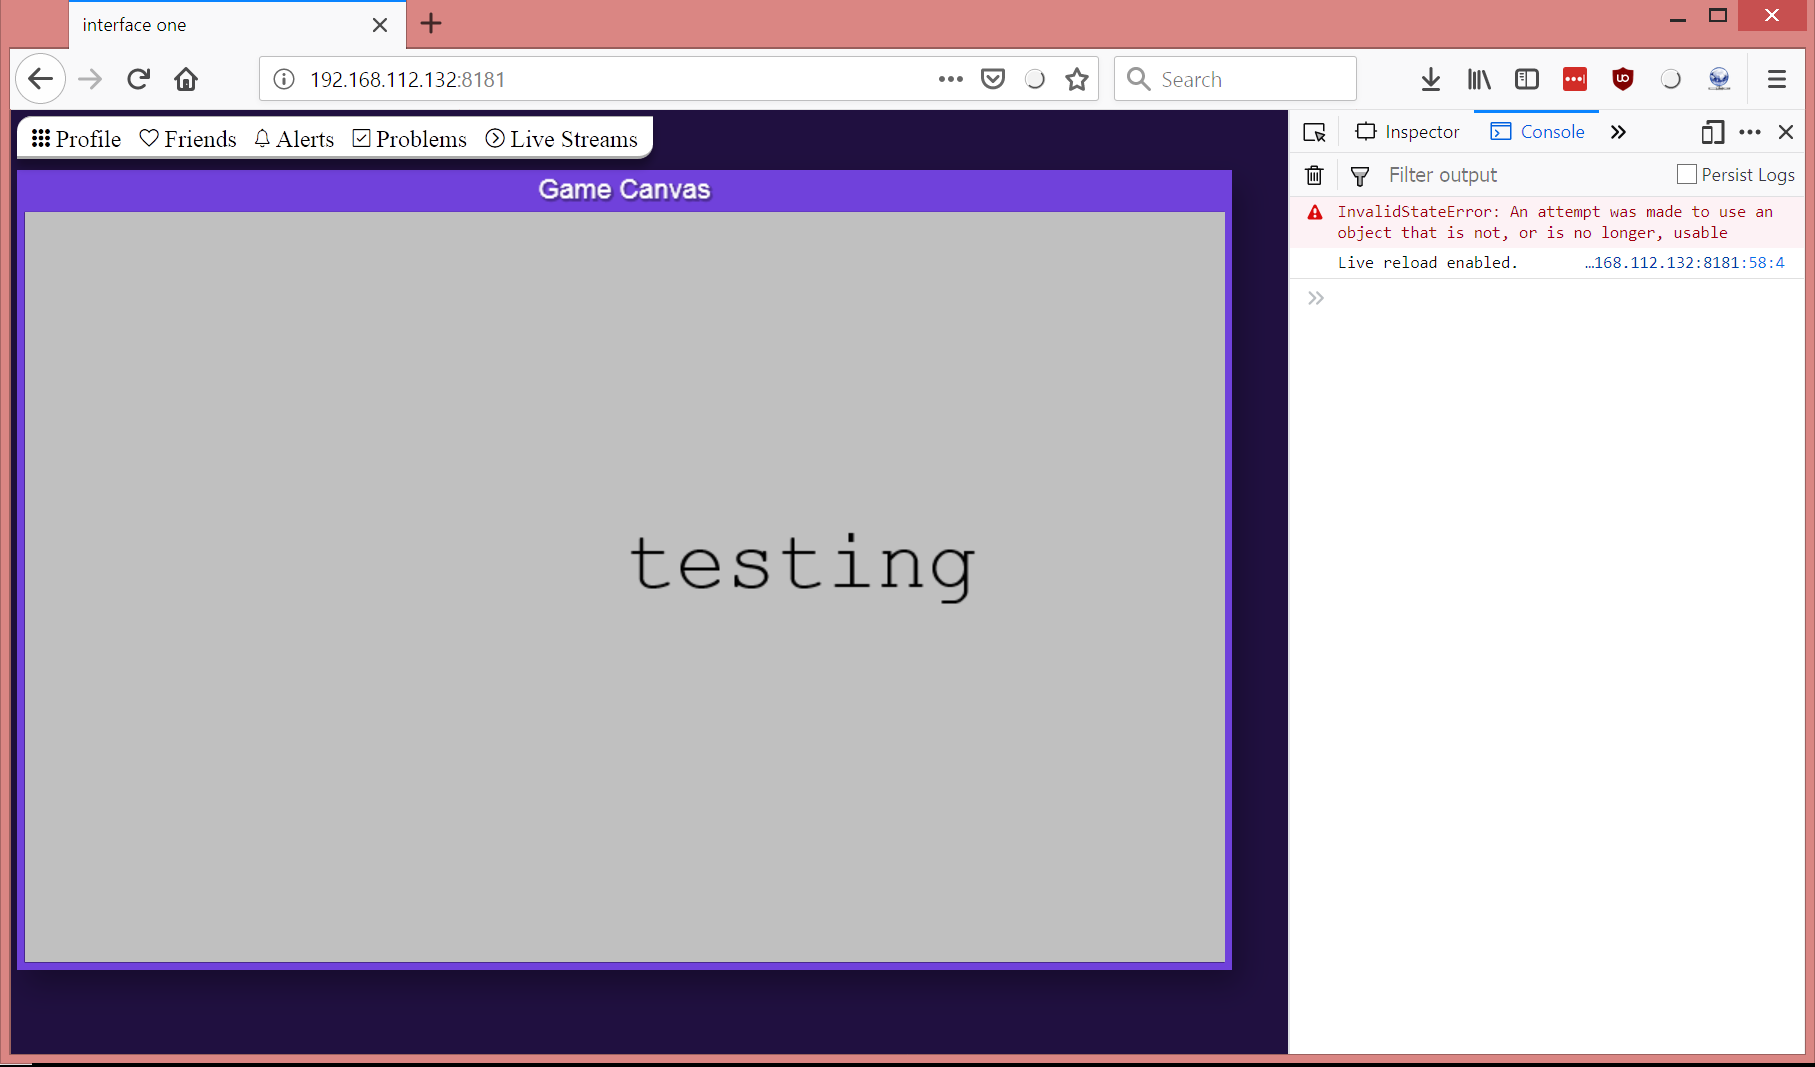 interface one
192.168.112.132:8181
Search
Profile Friends Alerts Problems Live Streams
Game Canvas
testing
Inspector Console
Filter output Persist Logs
InvalidStateError: An attempt was made to use an
object that is not, or is no longer, usable
Live reload enabled. …168.112.132:8181:58:4